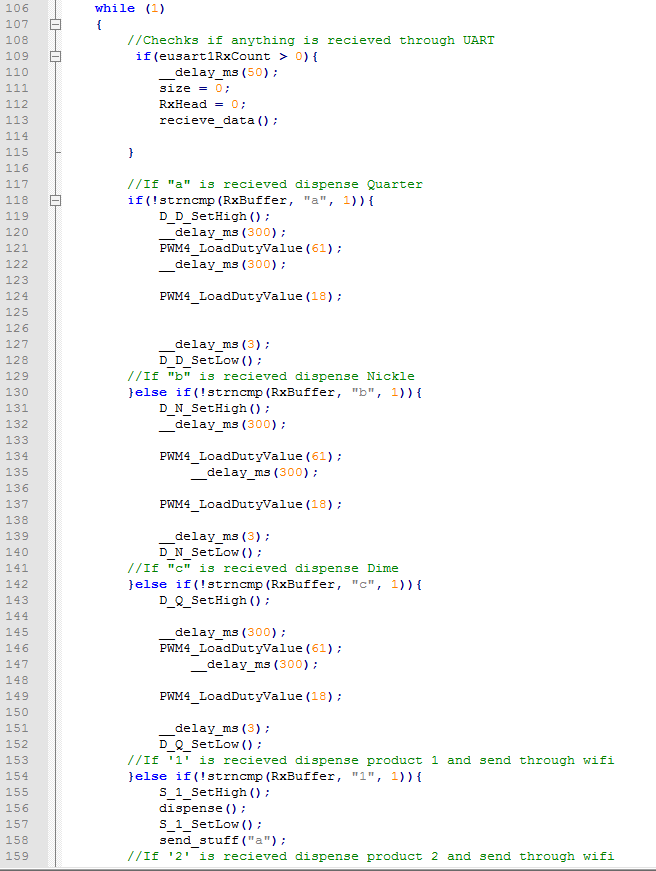 106 while (1)
107 {
108 //Chechks if anything is recieved through UART
109 if(eusart1RxCount > 0){
110 __delay_ms(50);
111 size = 0;
112 RxHead = 0;
113 recieve_data();
114
115 }
116
117 //If "a" is recieved dispense Quarter
118 if(!strncmp(RxBuffer, "a", 1)){
119 D_D_SetHigh();
120 __delay_ms(300);
121 PWM4_LoadDutyValue(61);
122 __delay_ms(300);
123
124 PWM4_LoadDutyValue(18);
125
126
127 __delay_ms(3);
128 D_D_SetLow();
129 //If "b" is recieved dispense Nickle
130 }else if(!strncmp(RxBuffer, "b", 1)){
131 D_N_SetHigh();
132 __delay_ms(300);
133
134 PWM4_LoadDutyValue(61);
135 __delay_ms(300);
136
137 PWM4_LoadDutyValue(18);
138
139 __delay_ms(3);
140 D_N_SetLow();
141 //If "c" is recieved dispense Dime
142 }else if(!strncmp(RxBuffer, "c", 1)){
143 D_Q_SetHigh();
144
145 __delay_ms(300);
146 PWM4_LoadDutyValue(61);
147 __delay_ms(300);
148
149 PWM4_LoadDutyValue(18);
150
151 __delay_ms(3);
152 D_Q_SetLow();
153 //If '1' is recieved dispense product 1 and send through wifi
154 }else if(!strncmp(RxBuffer, "1", 1)){
155 S_1_SetHigh();
156 dispense();
157 S_1_SetLow();
158 send_stuff("a");
159 //If '2' is recieved dispense product 2 and send through wifi